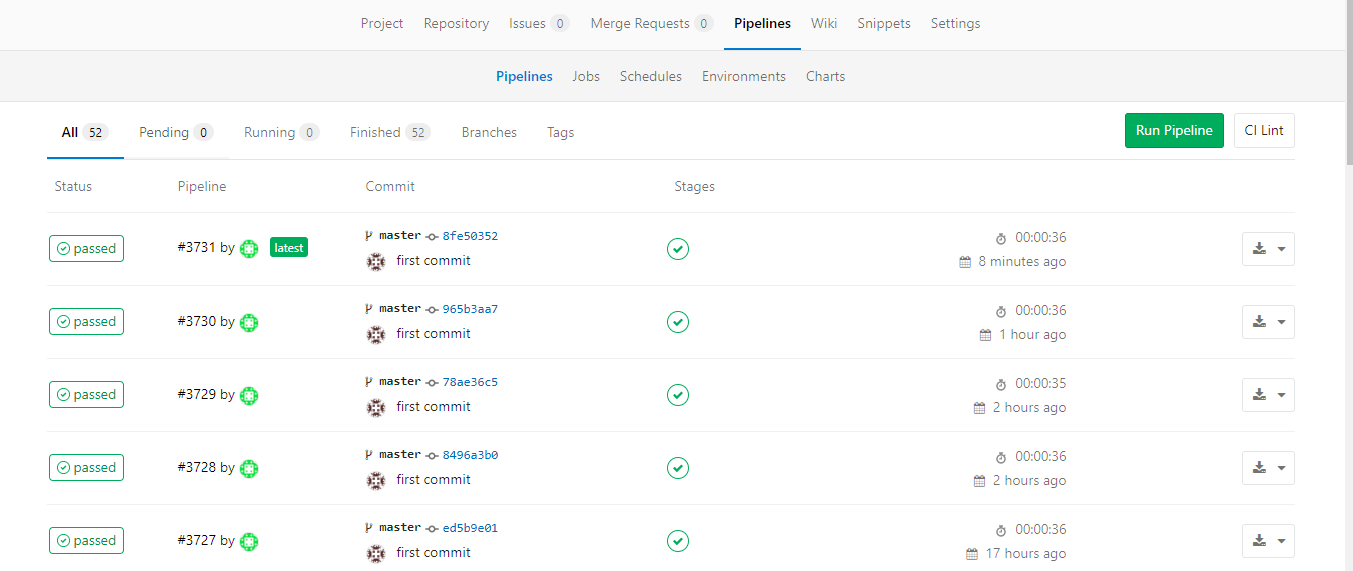 Project Repository Issues 0 Merge Requests 0 Pipelines Wiki Snippets Settings
Pipelines Jobs Schedules Environments Charts
All 52 Pending 0 Running 0 Finished 52 Branches Tags Run Pipeline CI Lint
Status Pipeline Commit Stages
passed #3731 by latest master 8fe50352 00:00:36
first commit 8 minutes ago
passed #3730 by master 965b3aa7 00:00:36
first commit 1 hour ago
passed #3729 by master 78ae36c5 00:00:35
first commit 2 hours ago
passed #3728 by master 8496a3b0 00:00:36
first commit 2 hours ago
passed #3727 by master ed5b9e01 00:00:36
first commit 17 hours ago